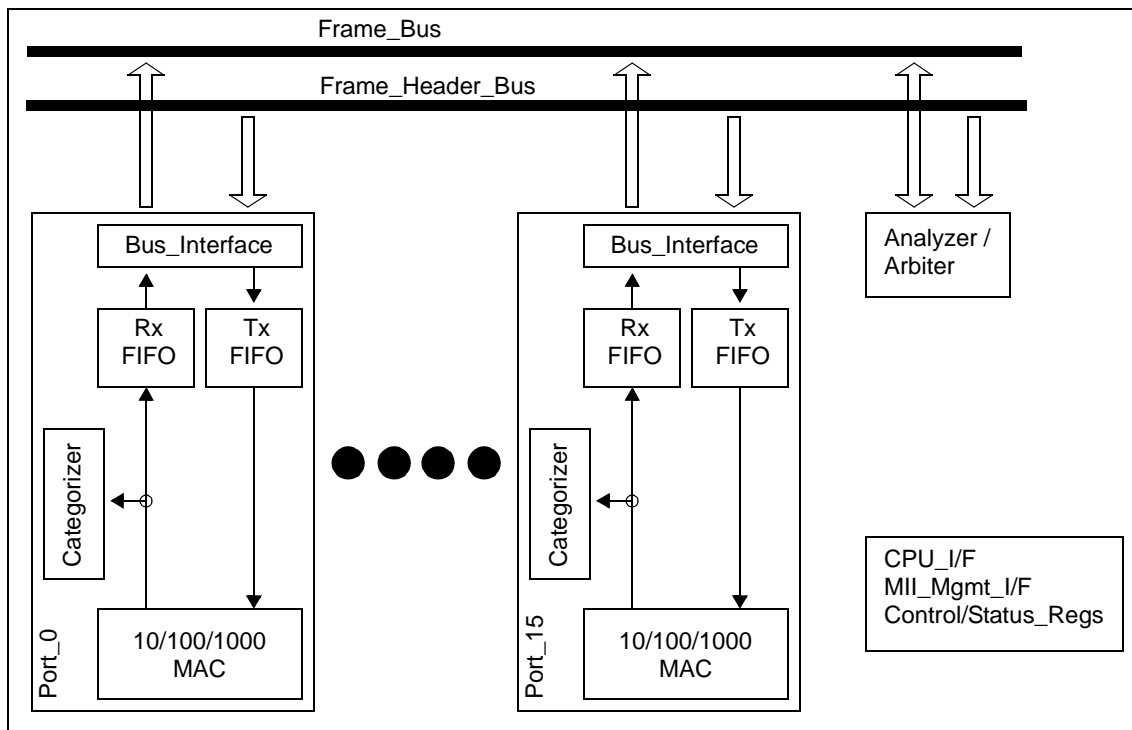 Frame_Bus
Frame_Header_Bus
Bus_Interface
Rx
FIFO
Tx
FIFO
Categorizer
10/100/1000
MAC
Port_0
Bus_Interface
Rx
FIFO
Tx
FIFO
Categorizer
10/100/1000
MAC
Port_15
Analyzer /
Arbiter
CPU_I/F
MII_Mgmt_I/F
Control/Status_Regs